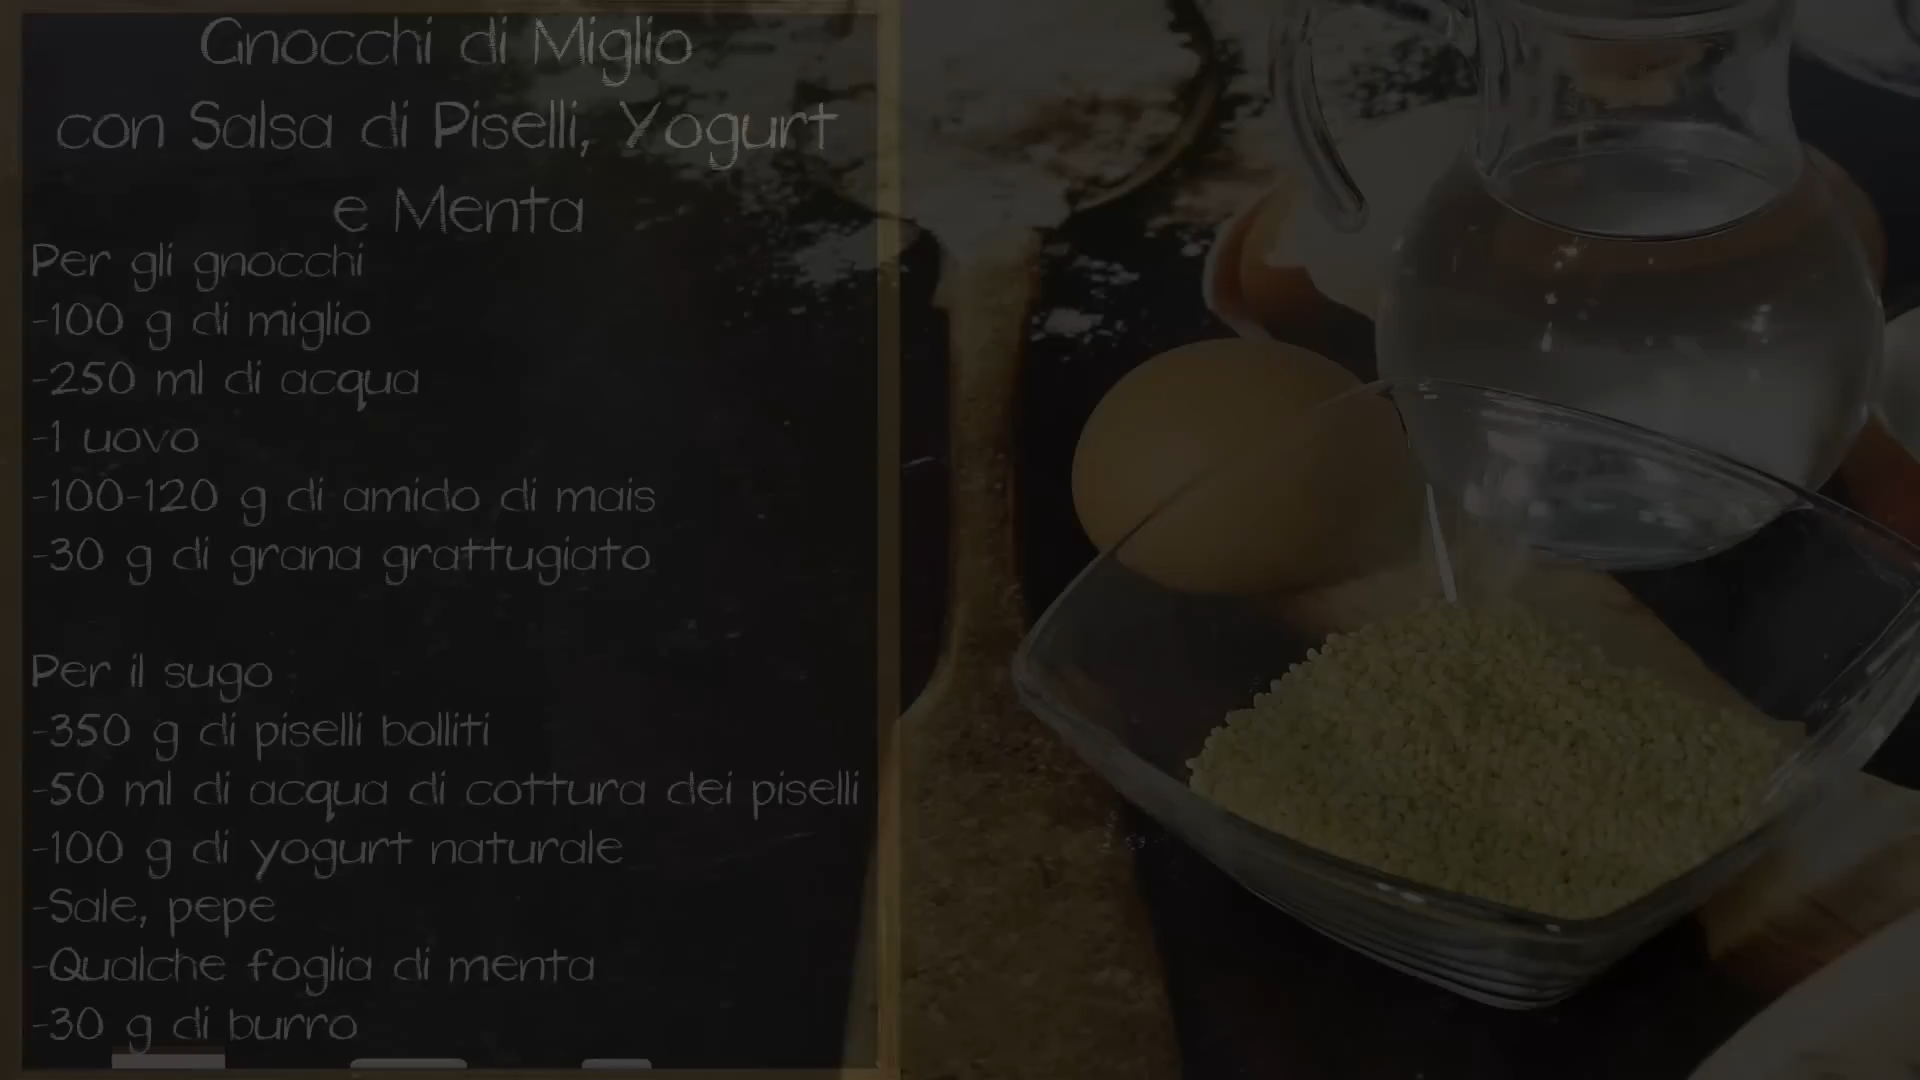 Gnocchi di Miglio
con Salsa di Piselli, Yogurt
e Menta
Per gli gnocchi
-100 g di miglio
-250 ml di acqua
-1 uovo
-100-120 g di amido di mais
-30 g di grana grattugiato
Per il sugo
-350 g di piselli bolliti
-50 ml di acqua di cottura dei piselli
-100 g di yogurt naturale
-Sale, pepe
-Qualche foglia di menta
-30 g di burro